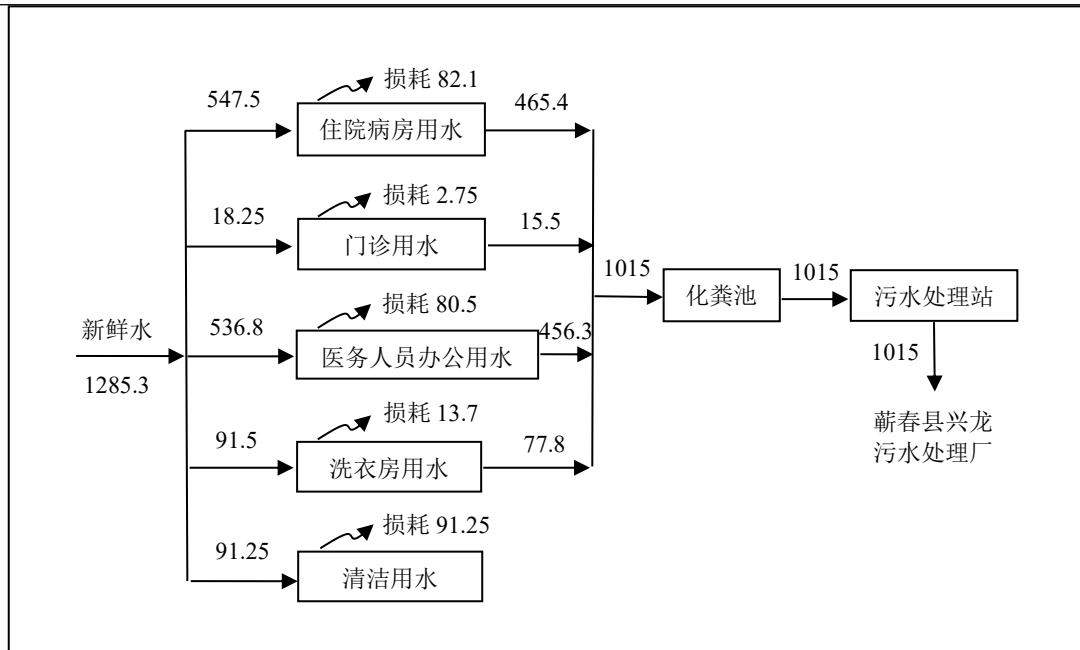 损耗 82.1
547.5
465.4
住院病房用水
损耗 2.75
18.25
15.5
门诊用水
1015
1015
化粪池
污水处理站
损耗 80.5
新鲜水
536.8
456.3
医务人员办公用水
1285.3
1015
损耗 13.7
蕲春县兴龙
污水处理厂
91.5
77.8
洗衣房用水
损耗 91.25
91.25
清洁用水